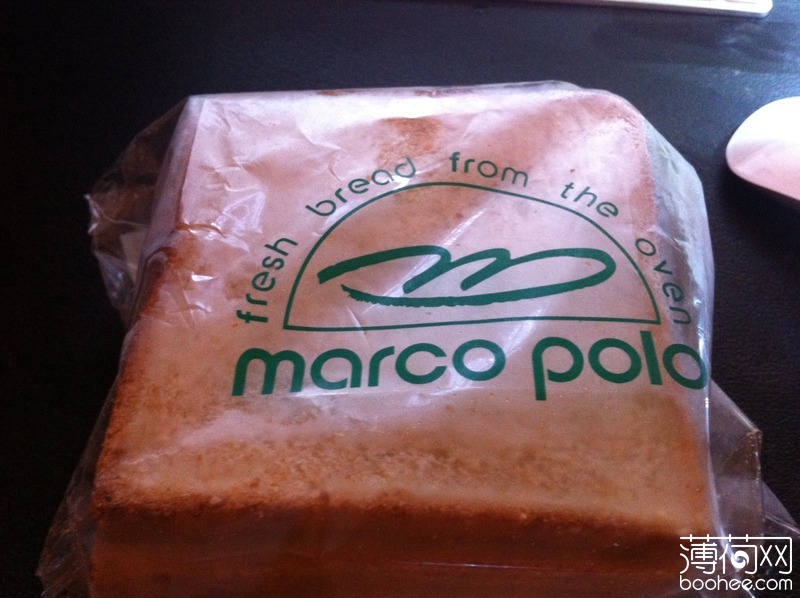 fresh bread from the oven
marco polo
薄荷网
boohee.com